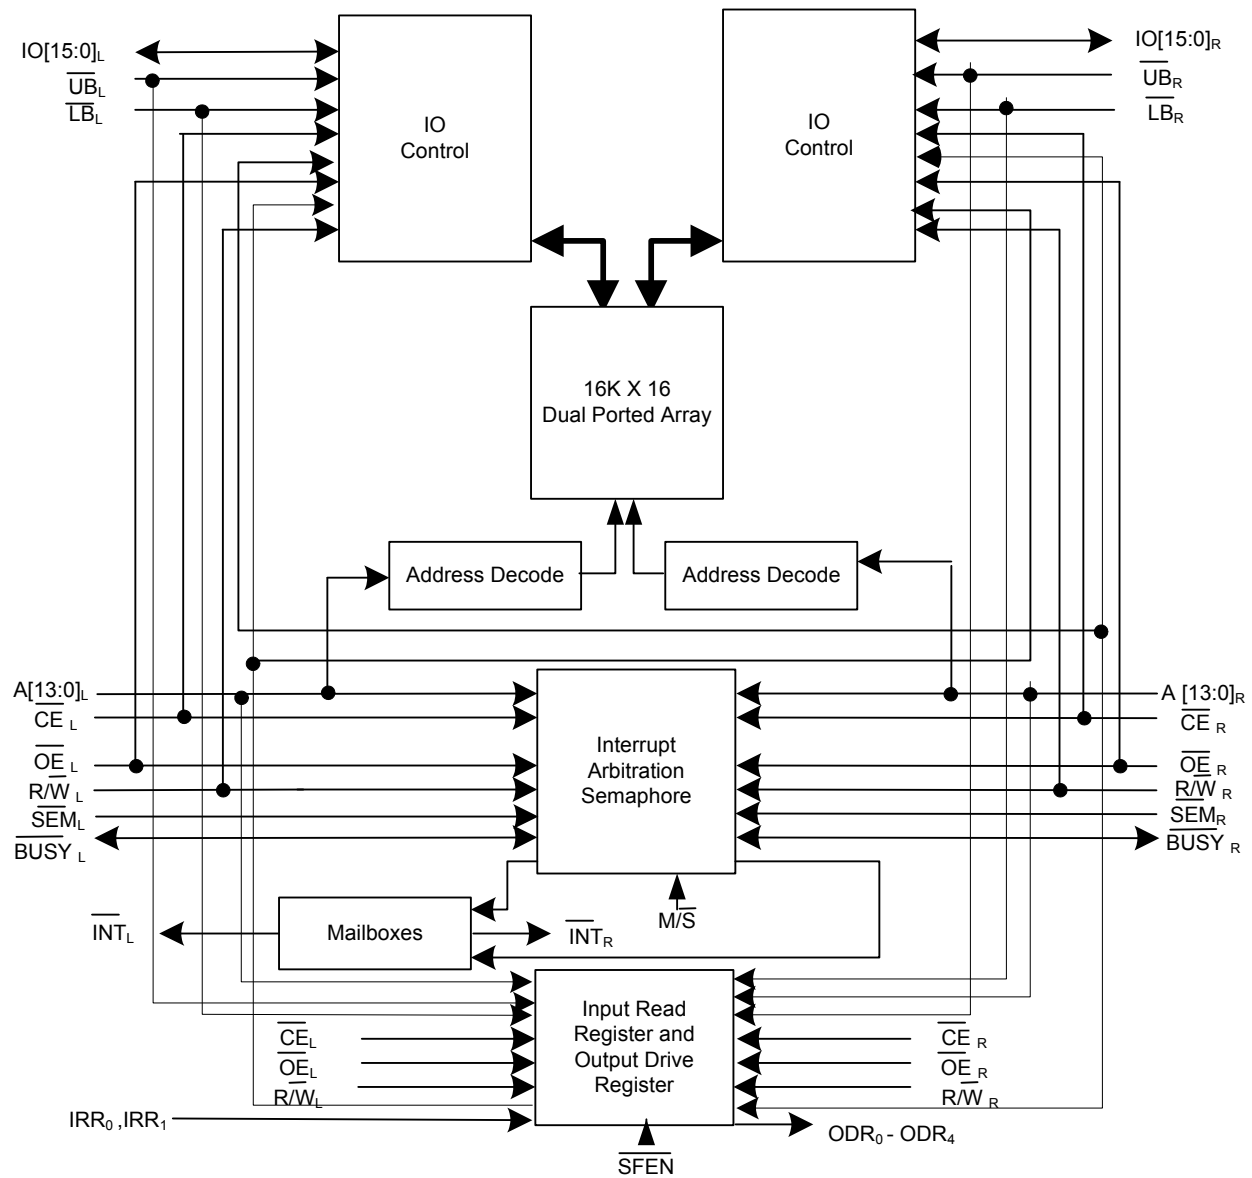 IO[15:0]L
UBL
LBL
IO
Control
IO
Control
IO[15:0]R
UBR
LBR
16K X 16
Dual Ported Array
Address Decode
Address Decode
A[13:0]L
CE L
OE L
R/W L
SEML
BUSY L
Interrupt
Arbitration
Semaphore
A [13:0]R
CE R
OE R
R/W R
SEMR
BUSY R
M/S
INTL
Mailboxes
INTR
Input Read
Register and
Output Drive
Register
CEL
OEL
R/WL
CE R
OE R
R/W R
IRR0 ,IRR1
ODR0 - ODR4
SFEN